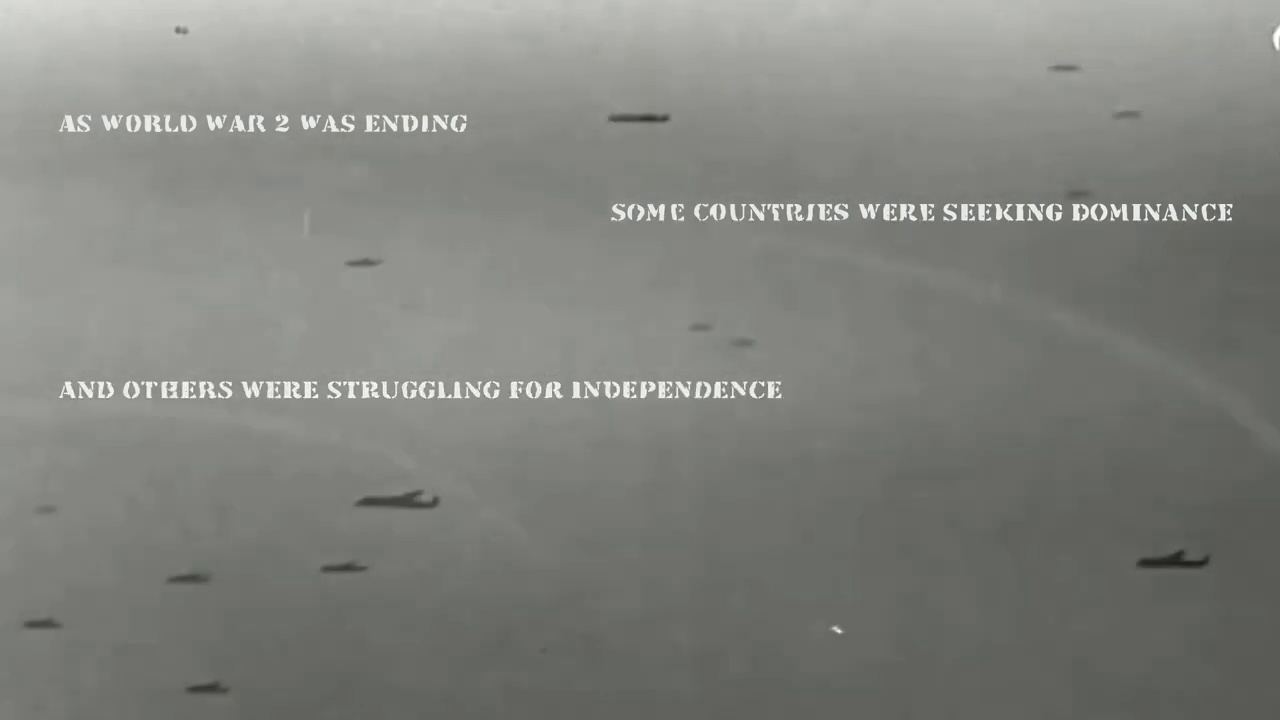 AS WORLD WAR 2 WAS ENDING
SOME COUNTRIES WERE SEEKING DOMINANCE
AND OTHERS WERE STRUGGLING FOR INDEPENDENCE